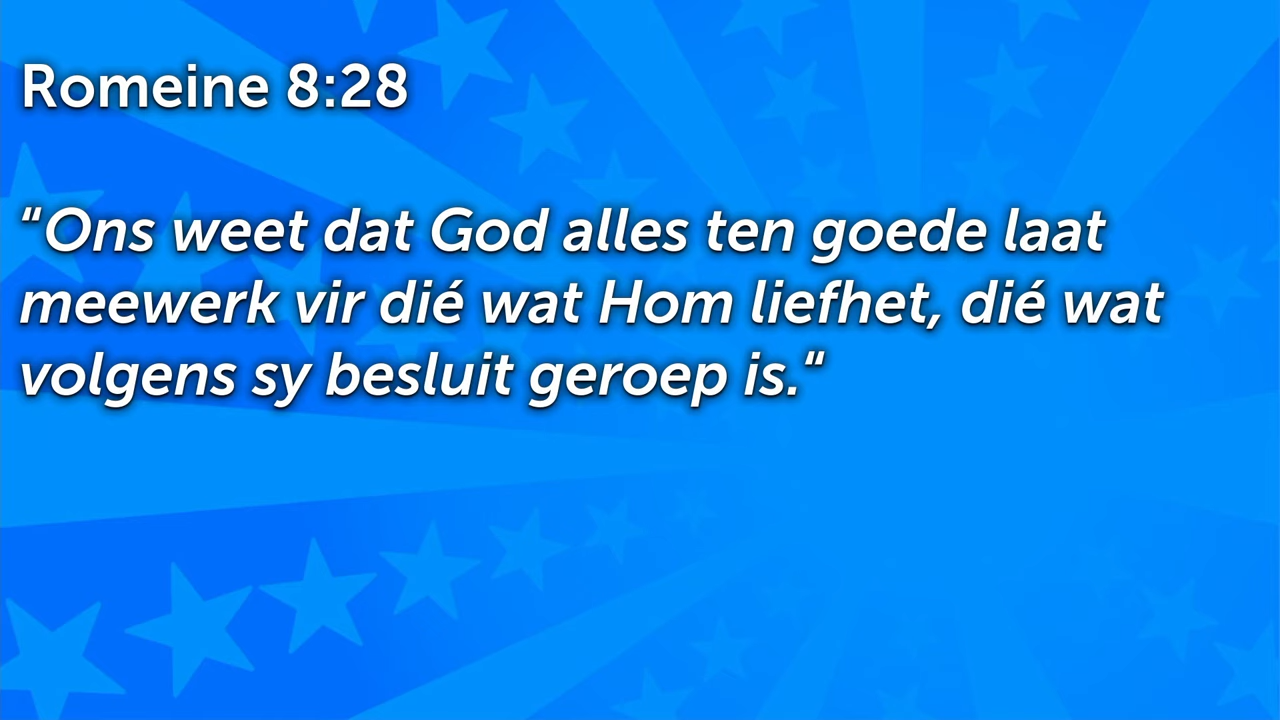 Romeine 8:28
“Ons weet dat God alles ten goede laat
meewerk vir dié wat Hom liefhet, dié wat
volgens sy besluit geroep is.“